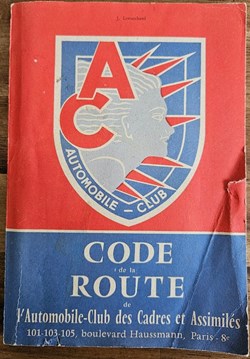 AC
AUTOMOBILE - CLUB
CODE
de la
ROUTE
de
l'Automobile-Club des Cadres et Assimilés
101-103-105, boulevard Haussmann, Paris-8e